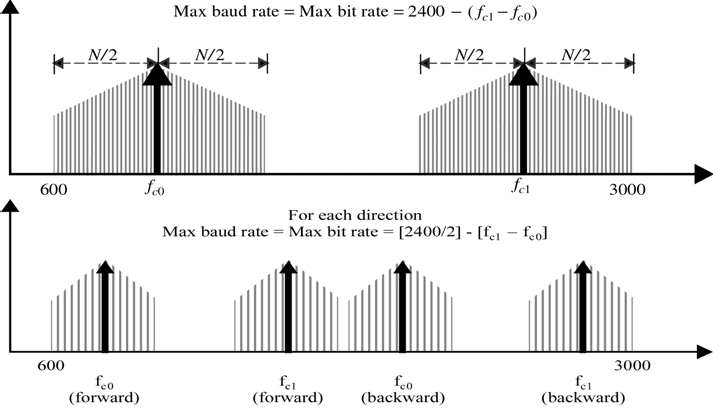 Max baud rate = Max bit rate = 2400 − (fc1 − fc0)
N/2 N/2 N/2 N/2
600 fc0 fc1 3000
For each direction
Max baud rate = Max bit rate = [2400/2] - [fc1 − fc0]
600 3000
fc0 fc1 fc0 fc1
(forward) (forward) (backward) (backward)